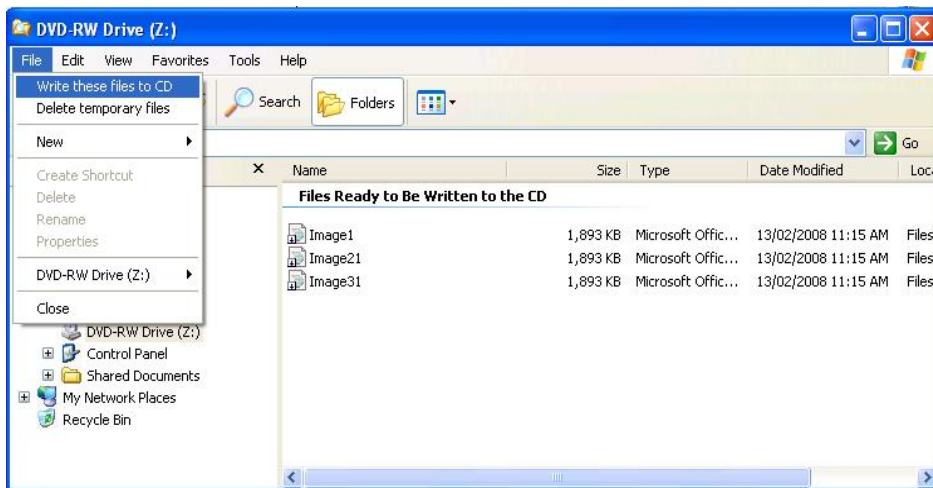 DVD-RW Drive (Z:)
File Edit View Favorites Tools Help
Write these files to CD
Delete temporary files
Search Folders
New
Go
Create Shortcut
Delete
Rename
Properties
DVD-RW Drive (Z:)
Close
DVD-RW Drive (Z:)
Control Panel
Shared Documents
My Network Places
Recycle Bin
Name Size Type Date Modified Loc
Files Ready to Be Written to the CD
Image1 1,893 KB Microsoft Offic... 13/02/2008 11:15 AM Files
Image21 1,893 KB Microsoft Offic... 13/02/2008 11:15 AM Files
Image31 1,893 KB Microsoft Offic... 13/02/2008 11:15 AM Files